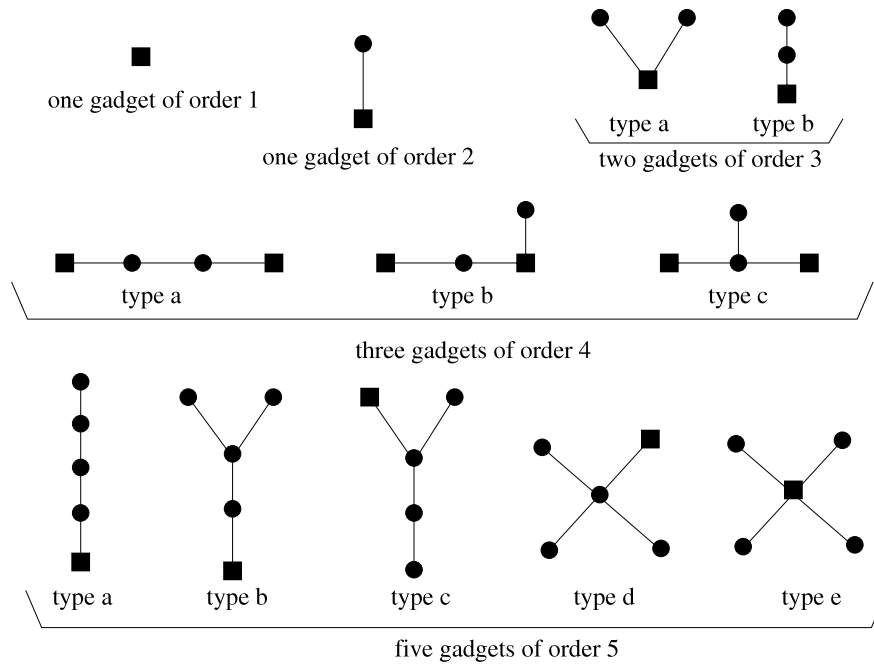 one gadget of order 1
one gadget of order 2
type a
type b
two gadgets of order 3
type a
type b
type c
three gadgets of order 4
type a
type b
type c
type d
type e
five gadgets of order 5